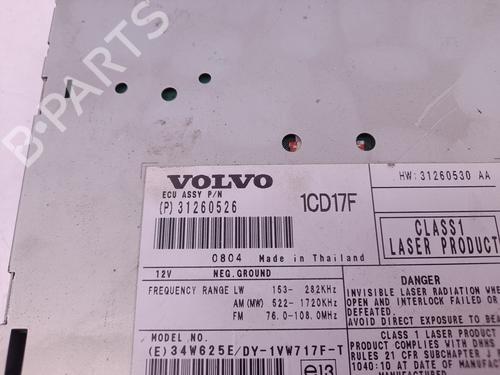 VOLVO
ECU ASSY P/N
(P) 31260526
1CD17F
0804 Made in Thailand
HW: 31260530 AA
CLASS1
LASER PRODUCT
12V NEG.GROUND
FREQUENCY RANGE LW 153- 282KHz
AM(MW) 522-1720KHz
FM 76.0-108.0MHz
MODEL NO.
(E) 34W625E/DY-1VW717F-T
DANGER
INVISIBLE LASER RADIATION WHEN
OPEN AND INTERLOCK FAILED OR
DEFEATED.
AVOID DIRECT EXPOSURE TO BEAM
CLASS 1 LASER PRODUCT
PRODUCT COMPLIES WITH DHHS
RULES 21 CFR SUBCHAPTER J
1040:10 AT DATE OF
MANUFACTURE
e13
B-PARTS